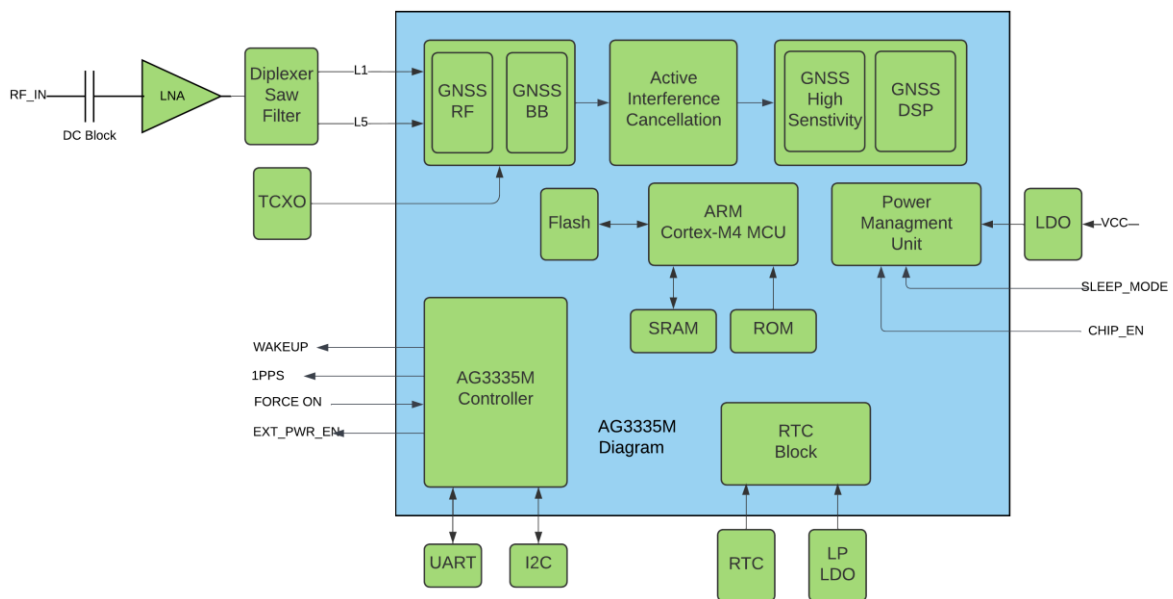 RF_IN
DC Block
LNA
Diplexer
Saw
Filter
L1
L5
TCXO
GNSS
RF
GNSS
BB
Active
Interference
Cancellation
GNSS
High
Senstivity
GNSS
DSP
Flash
ARM
Cortex-M4 MCU
SRAM
ROM
Power
Managment
Unit
LDO
VCC
SLEEP_MODE
CHIP_EN
WAKEUP
1PPS
FORCE ON
EXT_PWR_EN
AG3335M
Controller
AG3335M
Diagram
RTC
Block
UART
I2C
RTC
LP
LDO